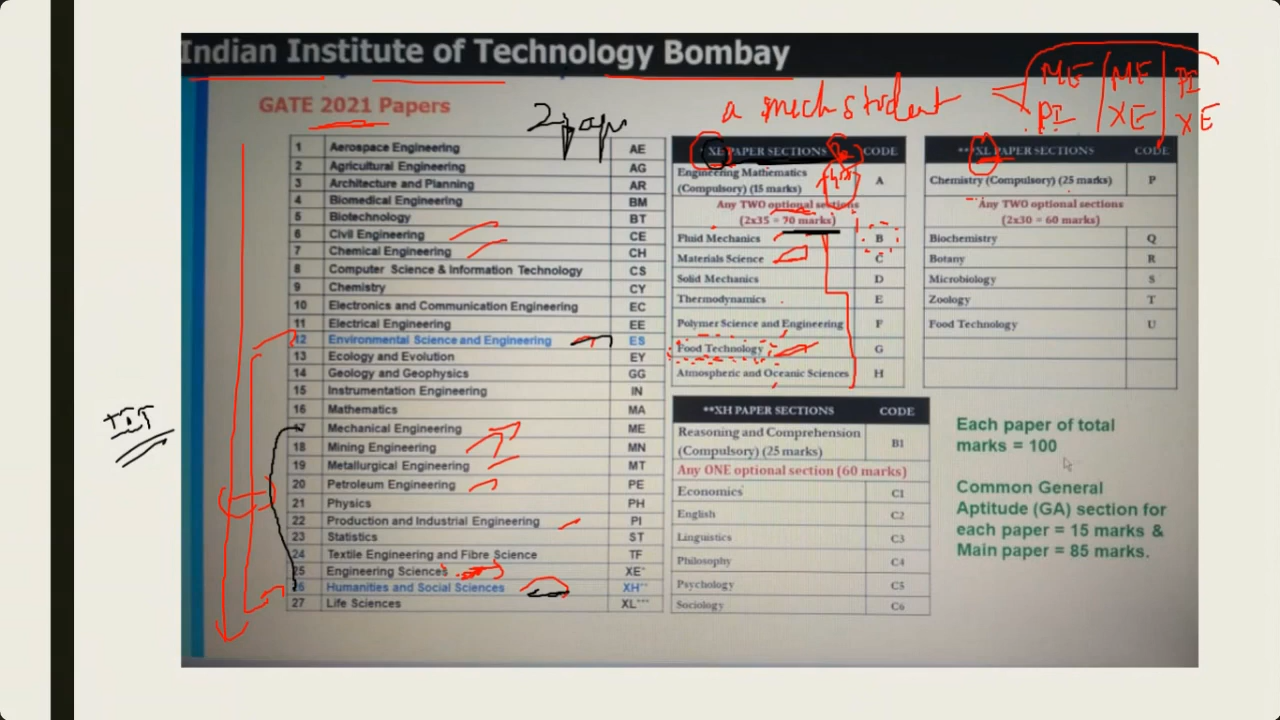 Indian Institute of Technology Bombay
GATE 2021 Papers
2 paper
a mech student
ME | ME | PI
PI | XE | XE
1 Aerospace Engineering AE
2 Agricultural Engineering AG
3 Architecture and Planning AR
4 Biomedical Engineering BM
5 Biotechnology BT
6 Civil Engineering CE
7 Chemical Engineering CH
8 Computer Science & Information Technology CS
9 Chemistry CY
10 Electronics and Communication Engineering EC
11 Electrical Engineering EE
12 Environmental Science and Engineering ES
13 Ecology and Evolution EY
14 Geology and Geophysics GG
15 Instrumentation Engineering IN
16 Mathematics MA
17 Mechanical Engineering ME
18 Mining Engineering MN
19 Metallurgical Engineering MT
20 Petroleum Engineering PE
21 Physics PH
22 Production and Industrial Engineering PI
23 Statistics ST
24 Textile Engineering and Fibre Science TF
25 Engineering Sciences XE*
26 Humanities and Social Sciences XH**
27 Life Sciences XL***
*XE PAPER SECTIONS CODE
Engineering Mathematics
(Compulsory) (15 marks) A
Any TWO optional sections
(2x35 = 70 marks)
Fluid Mechanics B
Materials Science C
Solid Mechanics D
Thermodynamics E
Polymer Science and Engineering F
Food Technology G
Atmospheric and Oceanic Sciences H
***XL PAPER SECTIONS CODE
Chemistry (Compulsory) (25 marks) P
Any TWO optional sections
(2x30 = 60 marks)
Biochemistry Q
Botany R
Microbiology S
Zoology T
Food Technology U
**XH PAPER SECTIONS CODE
Reasoning and Comprehension
(Compulsory) (25 marks) B1
Any ONE optional section (60 marks)
Economics C1
English C2
Linguistics C3
Philosophy C4
Psychology C5
Sociology C6
Each paper of total
marks = 100
Common General
Aptitude (GA) section for
each paper = 15 marks &
Main paper = 85 marks.